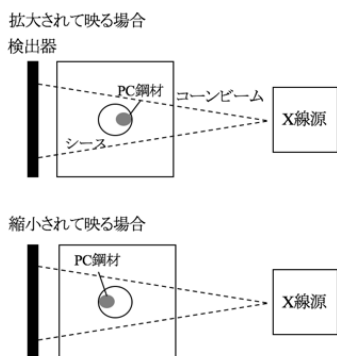 拡大されて映る場合
検出器
PC鋼材
コーンビーム
X線源
シース
縮小されて映る場合
PC鋼材
X線源